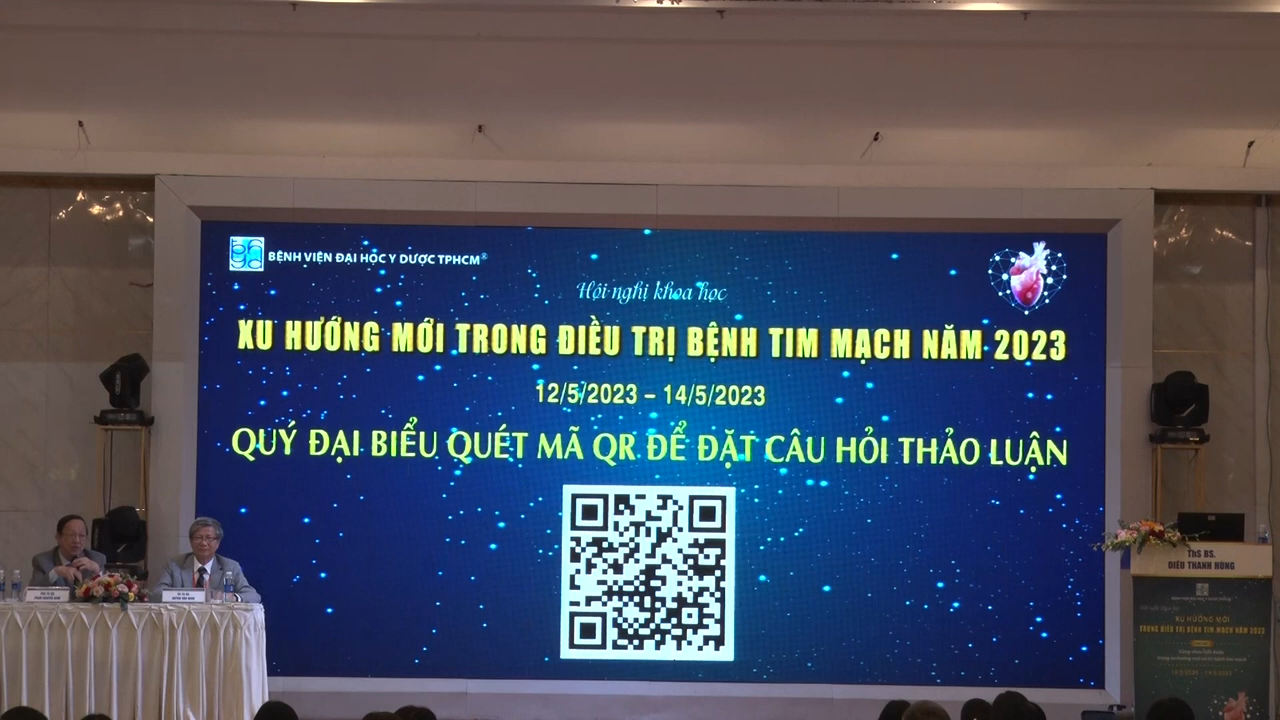 BỆNH VIỆN ĐẠI HỌC Y DƯỢC TPHCM®
Hội nghị khoa học
XU HƯỚNG MỚI TRONG ĐIỀU TRỊ BỆNH TIM MẠCH NĂM 2023
12/5/2023 – 14/5/2023
QUÝ ĐẠI BIỂU QUÉT MÃ QR ĐỂ ĐẶT CÂU HỎI THẢO LUẬN
ThS BS.
DIỀU THANH HÙNG
XU HƯỚNG MỚI
TRONG ĐIỀU TRỊ BỆNH TIM MẠCH NĂM 2023